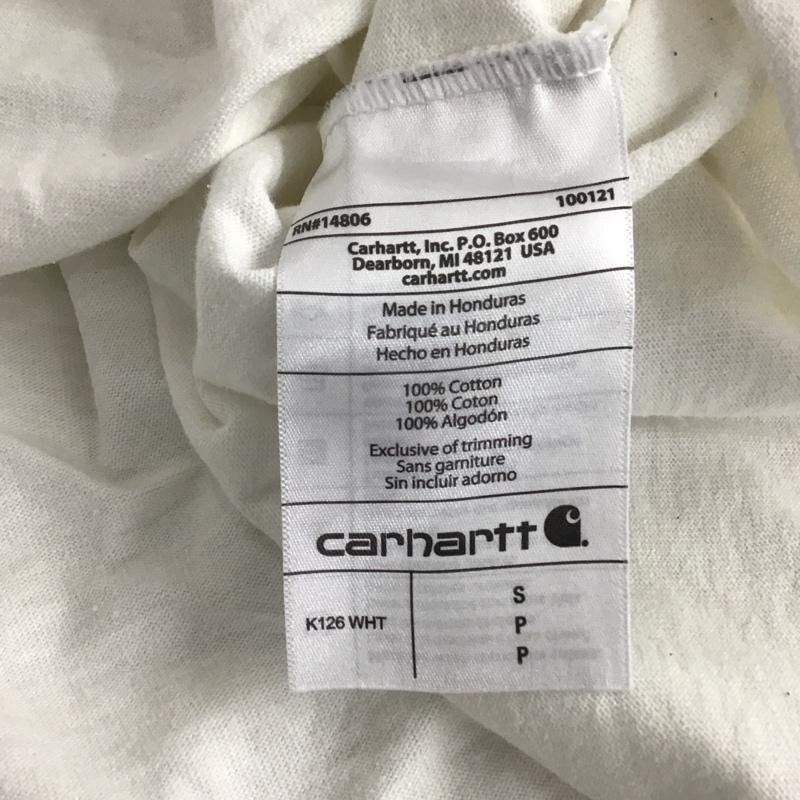 RN#14806 100121
Carhartt, Inc. P.O. Box 600
Dearborn, MI 48121 USA
carhartt.com
Made in Honduras
Fabriqué au Honduras
Hecho en Honduras
100% Cotton
100% Coton
100% Algodón
Exclusive of trimming
Sans garniture
Sin incluir adorno
carhartt
K126 WHT
S
P
P